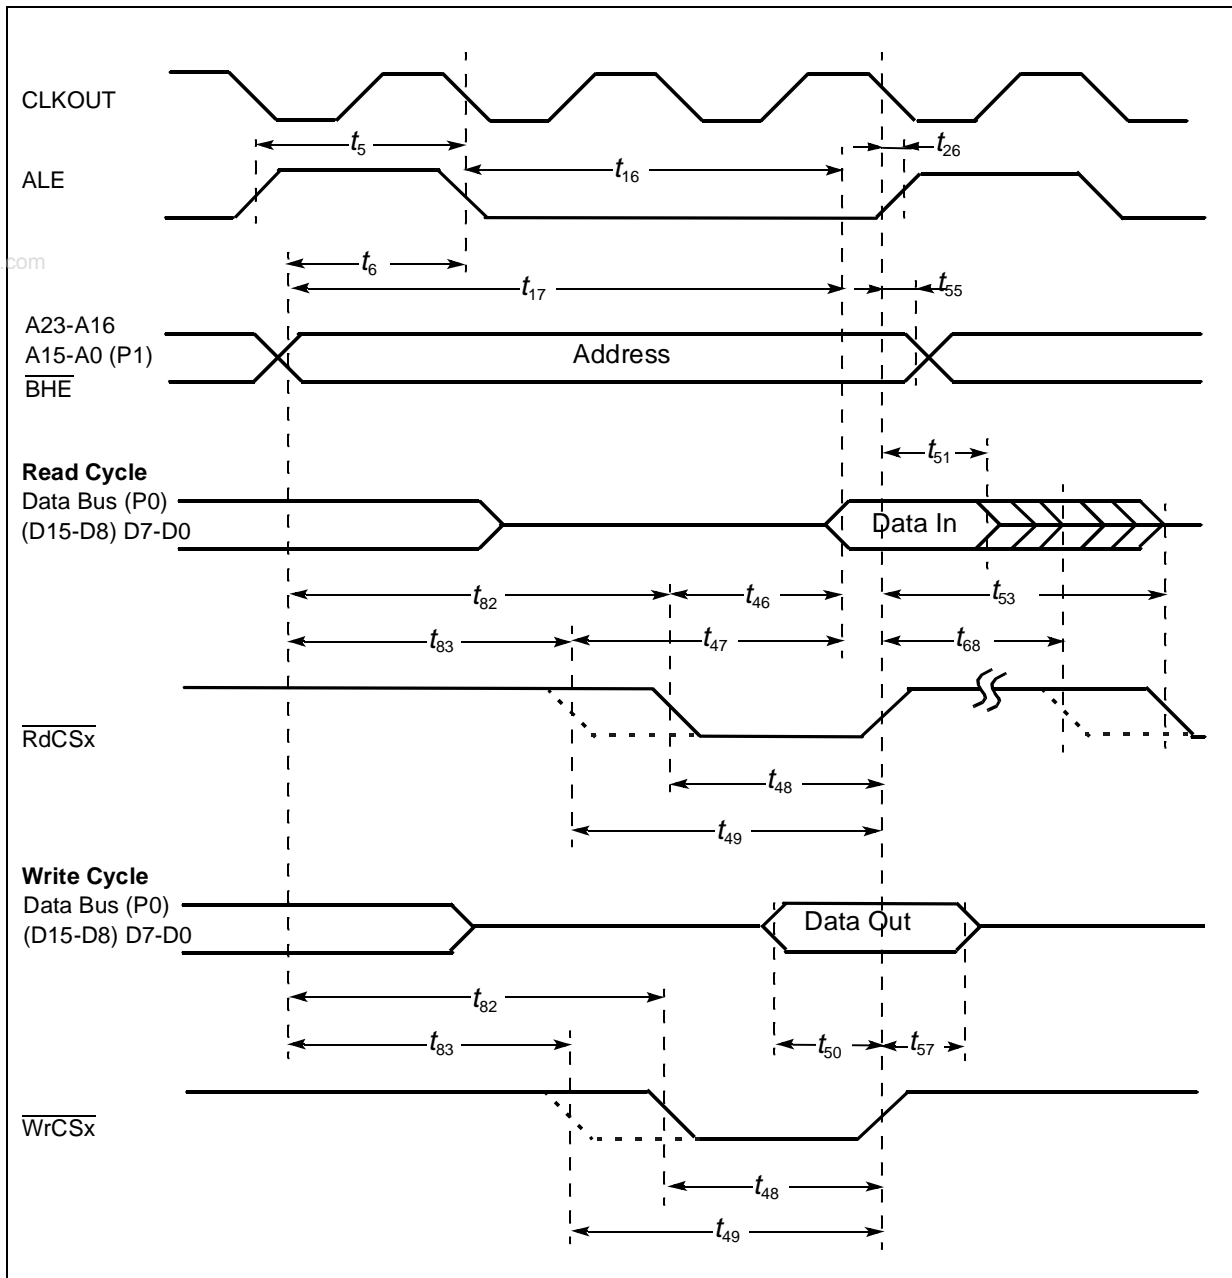 CLKOUT
t5
t26
ALE
t16
.com
t6
t17
t55
A23-A16
A15-A0 (P1)
Address
BHE
t51
Read Cycle
Data Bus (P0)
(D15-D8) D7-D0
Data In
t82
t46
t53
t83
t47
t68
RdCSx
t48
t49
Write Cycle
Data Bus (P0)
(D15-D8) D7-D0
Data Out
t82
t83
t50
t57
WrCSx
t48
t49